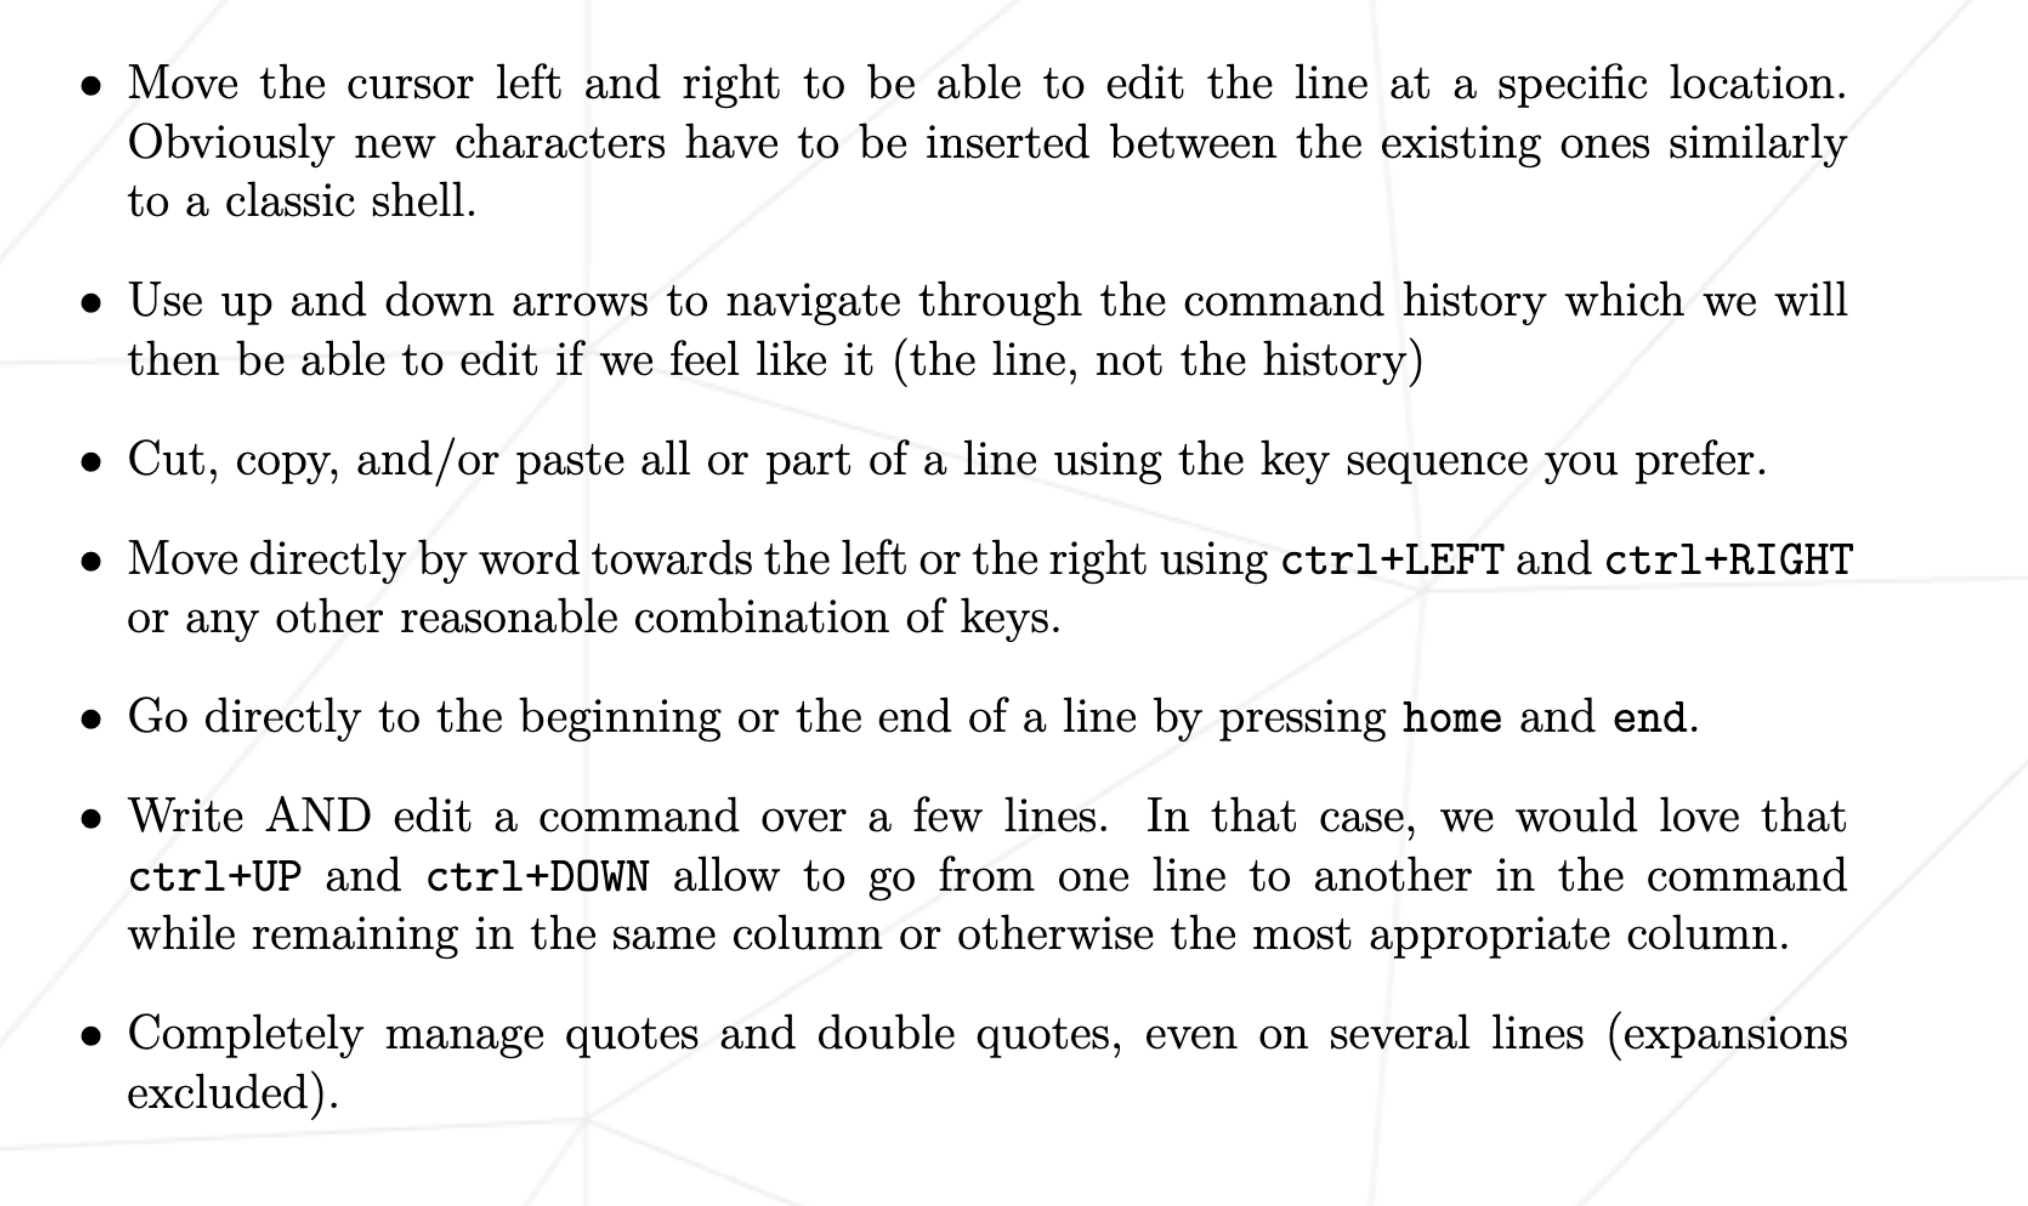 • Move the cursor left and right to be able to edit the line at a specific location.
Obviously new characters have to be inserted between the existing ones similarly
to a classic shell.
• Use up and down arrows to navigate through the command history which we will
then be able to edit if we feel like it (the line, not the history)
• Cut, copy, and/or paste all or part of a line using the key sequence you prefer.
• Move directly by word towards the left or the right using ctrl+LEFT and ctrl+RIGHT
or any other reasonable combination of keys.
• Go directly to the beginning or the end of a line by pressing home and end.
• Write AND edit a command over a few lines. In that case, we would love that
ctrl+UP and ctrl+DOWN allow to go from one line to another in the command
while remaining in the same column or otherwise the most appropriate column.
• Completely manage quotes and double quotes, even on several lines (expansions
excluded).